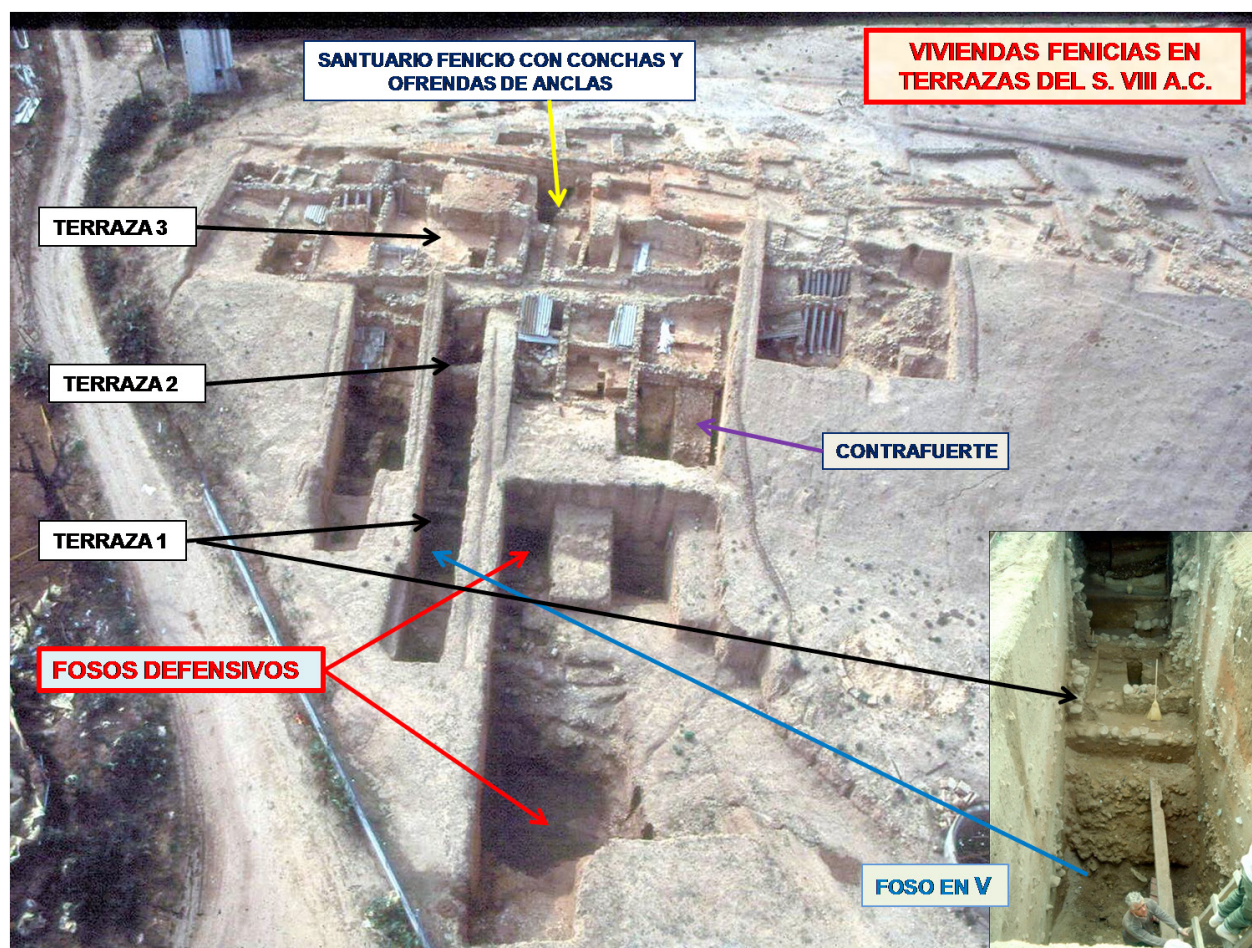 SANTUARIO FENICIO CON CONCHAS Y
OFRENDAS DE ANCLAS
VIVIENDAS FENICIAS EN
TERRAZAS DEL S. VIII A.C.
TERRAZA 3
TERRAZA 2
CONTRAFUERTE
TERRAZA 1
FOSOS DEFENSIVOS
FOSO EN V